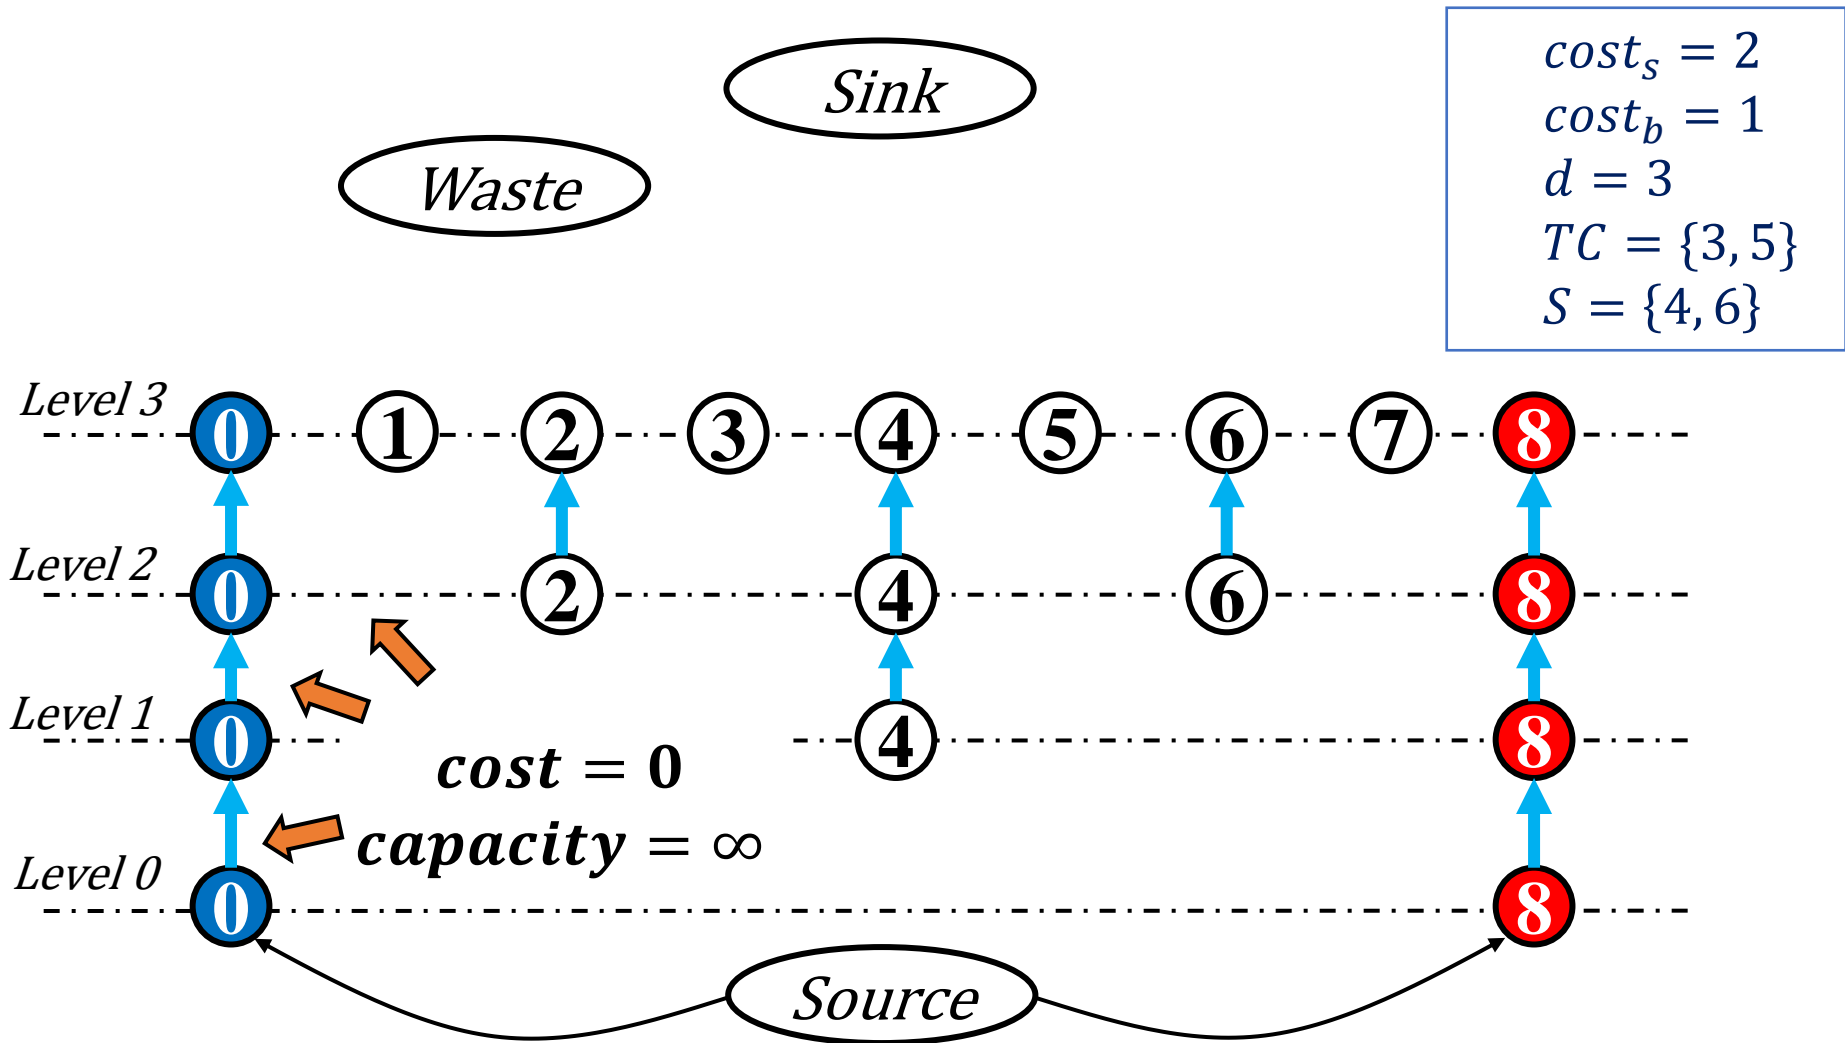 Sink
Waste
cost_s = 2
cost_b = 1
d = 3
TC = {3, 5}
S = {4, 6}
Level 3
0 1 2 3 4 5 6 7 8
Level 2
0 2 4 6 8
Level 1
0 4 8
cost = 0
capacity = ∞
Level 0
0 8
Source